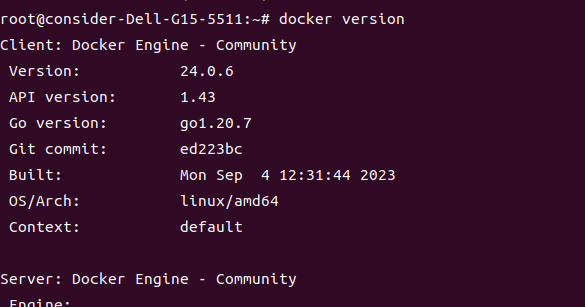 root@consider-Dell-G15-5511:~# docker version
Client: Docker Engine - Community
 Version:           24.0.6
 API version:       1.43
 Go version:        go1.20.7
 Git commit:        ed223bc
 Built:             Mon Sep  4 12:31:44 2023
 OS/Arch:           linux/amd64
 Context:           default

Server: Docker Engine - Community
 Engine: